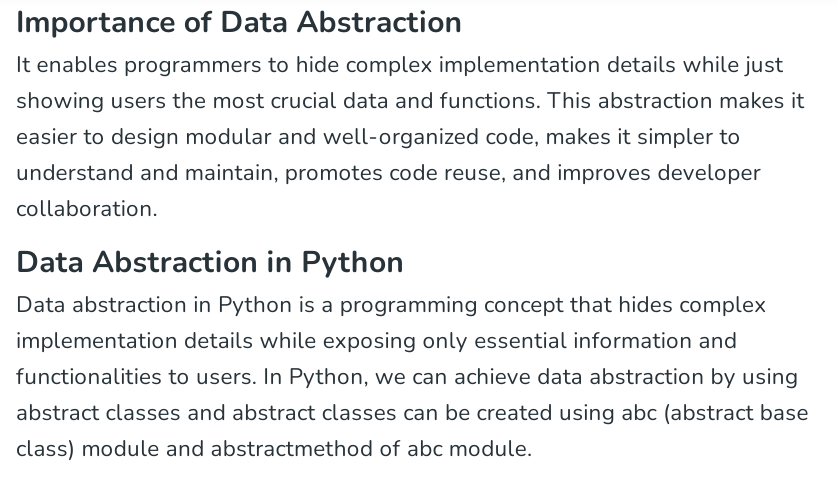 Importance of Data Abstraction
It enables programmers to hide complex implementation details while just
showing users the most crucial data and functions. This abstraction makes it
easier to design modular and well-organized code, makes it simpler to
understand and maintain, promotes code reuse, and improves developer
collaboration.
Data Abstraction in Python
Data abstraction in Python is a programming concept that hides complex
implementation details while exposing only essential information and
functionalities to users. In Python, we can achieve data abstraction by using
abstract classes and abstract classes can be created using abc (abstract base
class) module and abstractmethod of abc module.